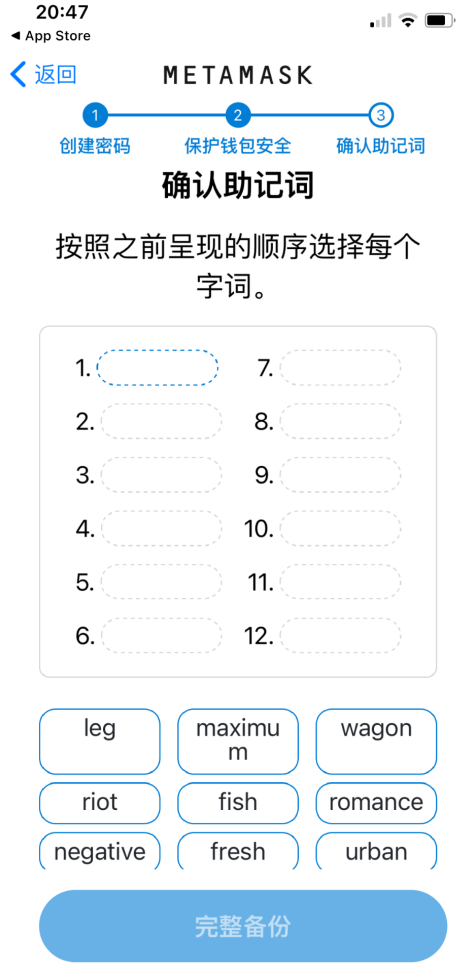 20:47
◀ App Store
返回
METAMASK
1 2 3
创建密码 保护钱包安全 确认助记词
确认助记词
按照之前呈现的顺序选择每个
字词。
1. 7.
2. 8.
3. 9.
4. 10.
5. 11.
6. 12.
leg maximu wagon
m
riot fish romance
negative fresh urban
完整备份